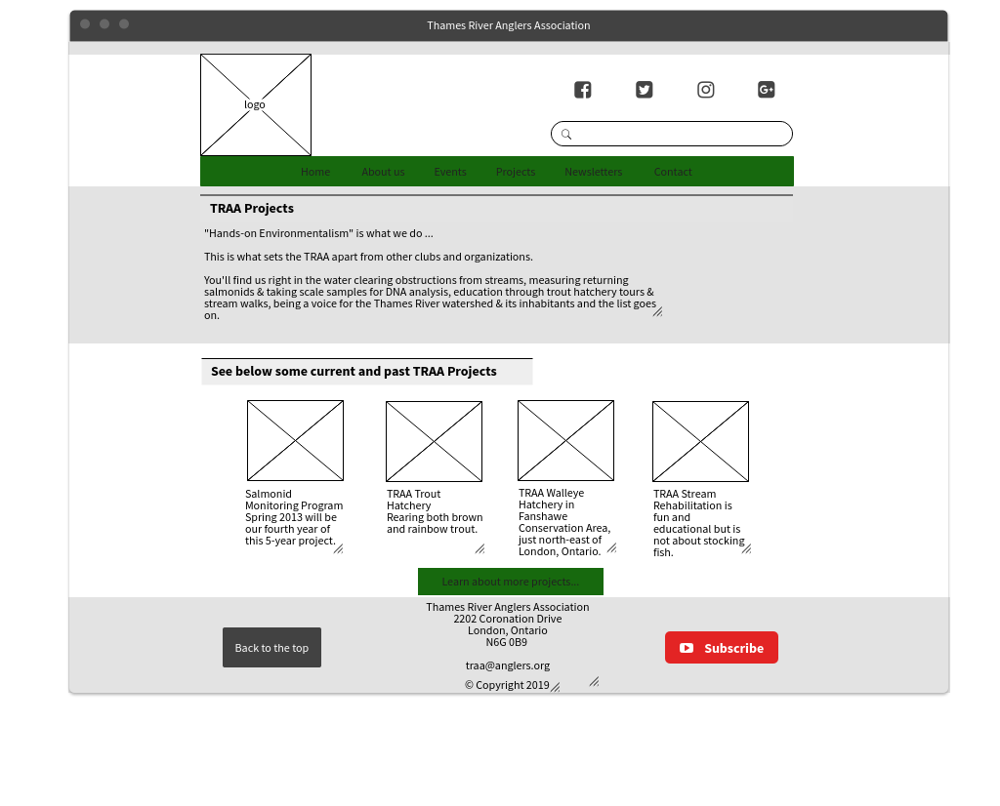 Thames River Anglers Association
logo
Home About us Events Projects Newsletters Contact
TRAA Projects
"Hands-on Environmentalism" is what we do ...
This is what sets the TRAA apart from other clubs and organizations.
You'll find us right in the water clearing obstructions from streams, measuring returning
salmonids & taking scale samples for DNA analysis, education through trout hatchery tours &
stream walks, being a voice for the Thames River watershed & its inhabitants and the list goes
on.
See below some current and past TRAA Projects
Salmonid
Monitoring Program
Spring 2013 will be
our fourth year of
this 5-year project.
TRAA Trout
Hatchery
Rearing both brown
and rainbow trout.
TRAA Walleye
Hatchery in
Fanshawe
Conservation Area,
just north-east of
London, Ontario.
TRAA Stream
Rehabilitation is
fun and
educational but is
not about stocking
fish.
Learn about more projects...
Back to the top
Thames River Anglers Association
2202 Coronation Drive
London, Ontario
N6G 0B9
traa@anglers.org
© Copyright 2019
Subscribe